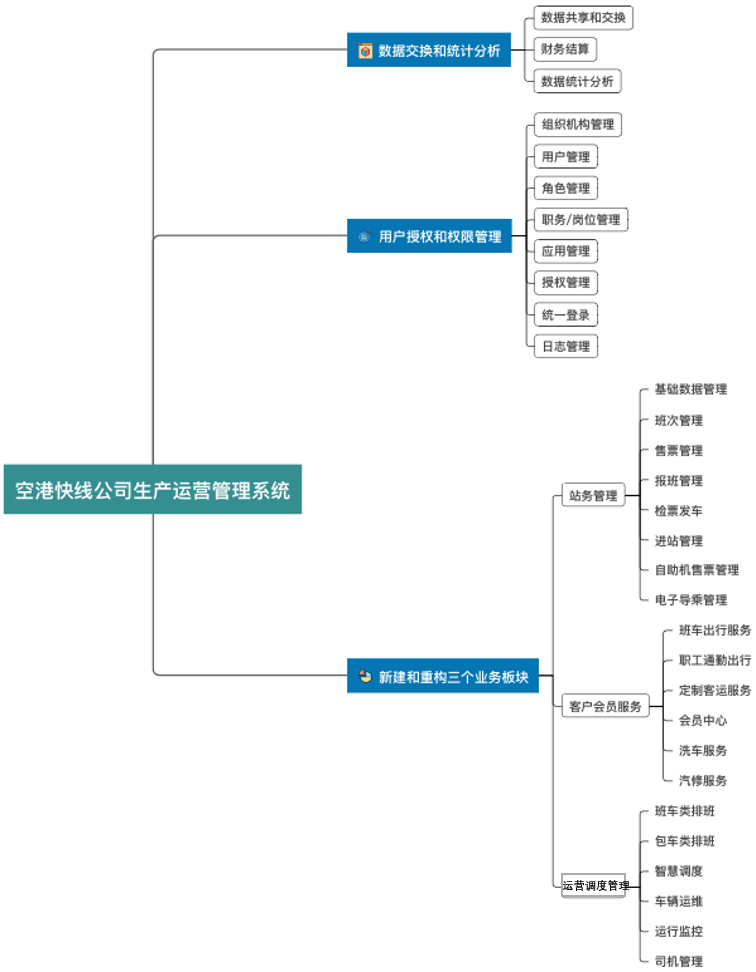 数据交换和统计分析
数据共享和交换
财务结算
数据统计分析
用户授权和权限管理
组织机构管理
用户管理
角色管理
职务/岗位管理
应用管理
授权管理
统一登录
日志管理
空港快线公司生产运营管理系统
新建和重构三个业务板块
站务管理
基础数据管理
班次管理
售票管理
报班管理
检票发车
进站管理
自助机售票管理
电子导乘管理
客户会员服务
班车出行服务
职工通勤出行
定制客运服务
会员中心
洗车服务
汽修服务
运营调度管理
班车类排班
包车类排班
智慧调度
车辆运维
运行监控
司机管理